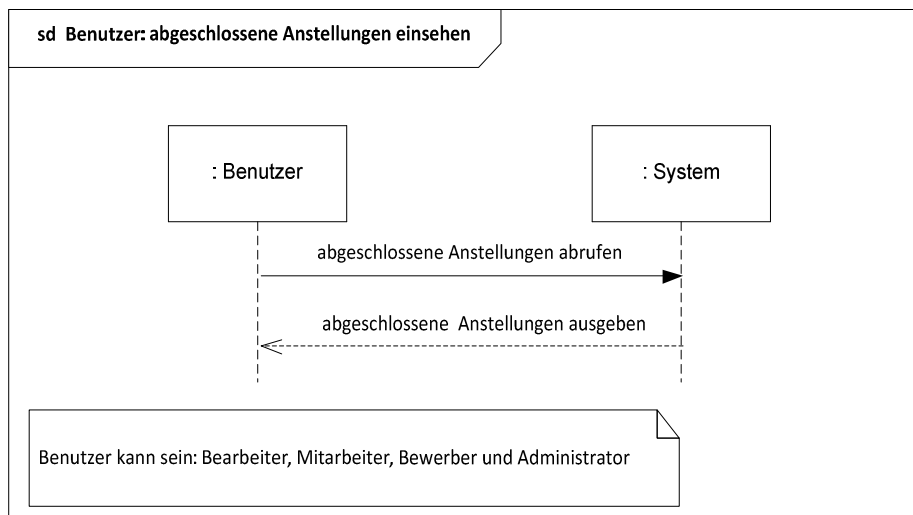 sd Benutzer: abgeschlossene Anstellungen einsehen
: Benutzer
: System
abgeschlossene Anstellungen abrufen
abgeschlossene Anstellungen ausgeben
Benutzer kann sein: Bearbeiter, Mitarbeiter, Bewerber und Administrator